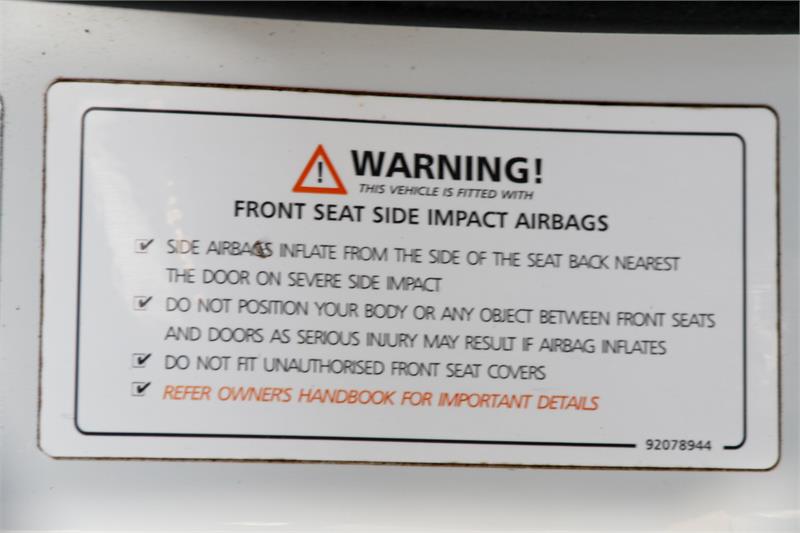 WARNING!
THIS VEHICLE IS FITTED WITH
FRONT SEAT SIDE IMPACT AIRBAGS
SIDE AIRBAGS INFLATE FROM THE SIDE OF THE SEAT BACK NEAREST
THE DOOR ON SEVERE SIDE IMPACT
DO NOT POSITION YOUR BODY OR ANY OBJECT BETWEEN FRONT SEATS
AND DOORS AS SERIOUS INJURY MAY RESULT IF AIRBAG INFLATES
DO NOT FIT UNAUTHORISED FRONT SEAT COVERS
REFER OWNER'S HANDBOOK FOR IMPORTANT DETAILS
92078944